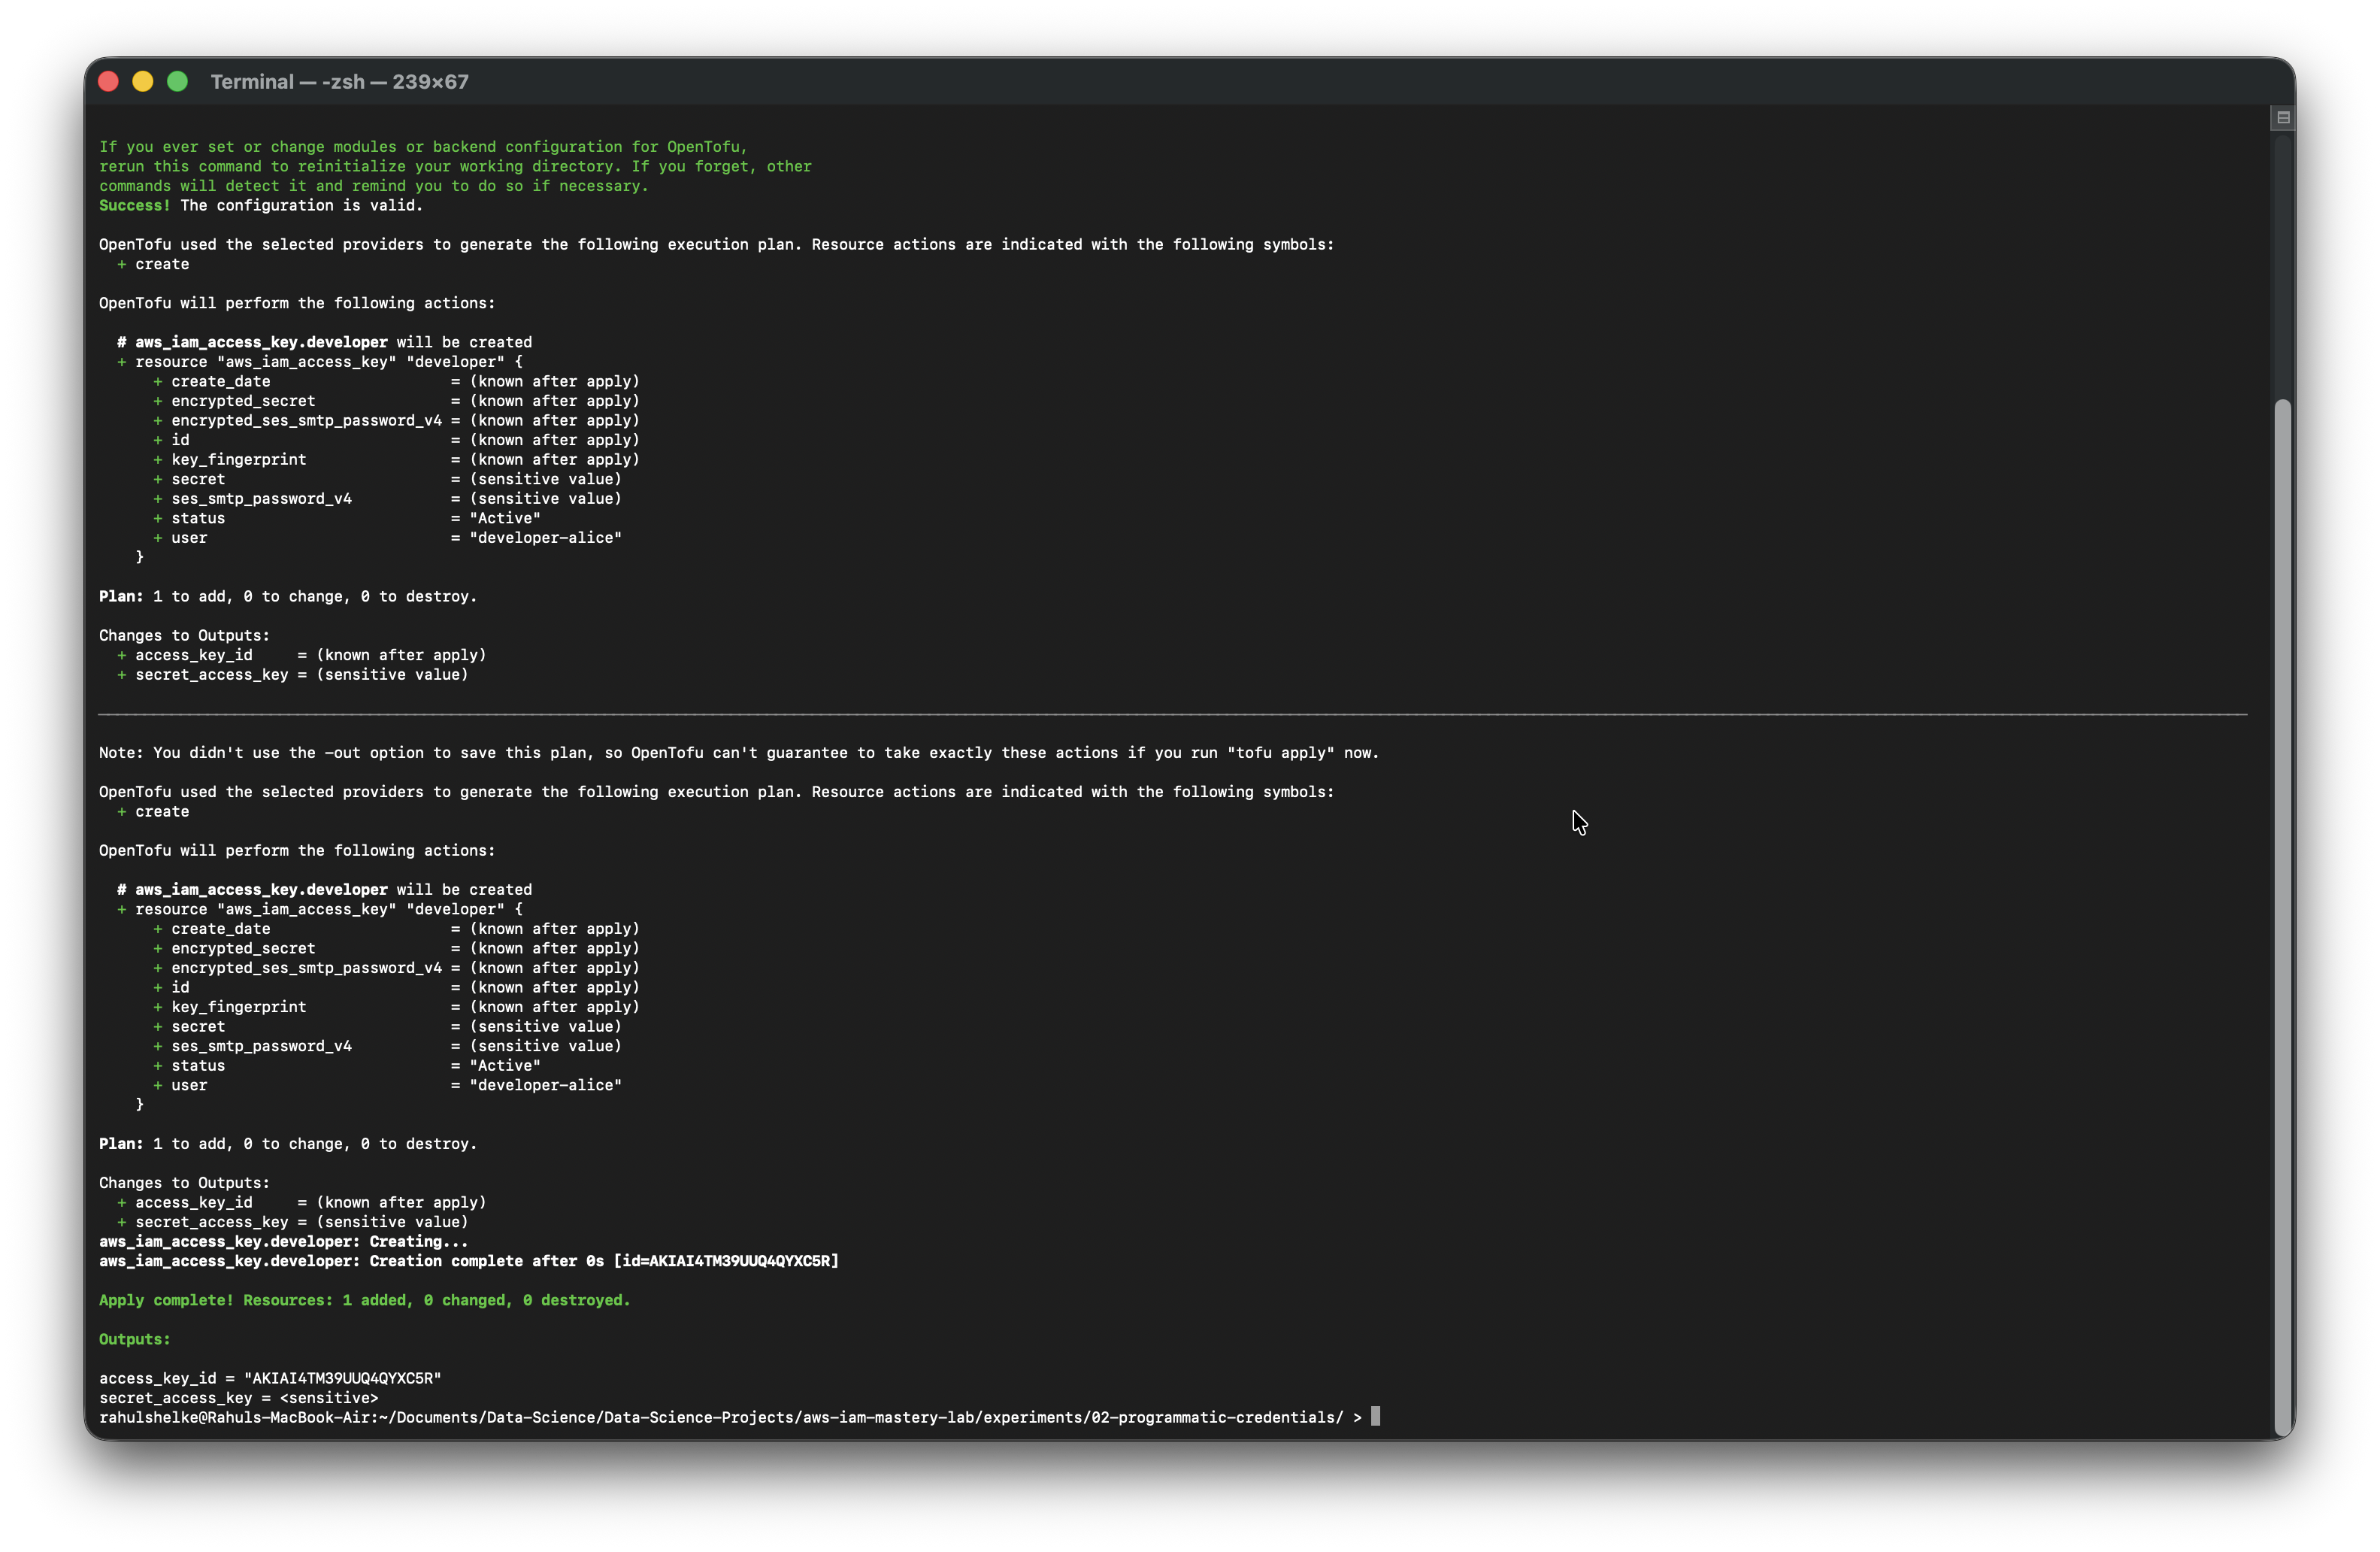 Terminal — -zsh — 239×67
If you ever set or change modules or backend configuration for OpenTofu,
rerun this command to reinitialize your working directory. If you forget, other
commands will detect it and remind you to do so if necessary.
Success! The configuration is valid.
OpenTofu used the selected providers to generate the following execution plan. Resource actions are indicated with the following symbols:
  + create
OpenTofu will perform the following actions:
  # aws_iam_access_key.developer will be created
  + resource "aws_iam_access_key" "developer" {
      + create_date                    = (known after apply)
      + encrypted_secret               = (known after apply)
      + encrypted_ses_smtp_password_v4 = (known after apply)
      + id                             = (known after apply)
      + key_fingerprint                = (known after apply)
      + secret                         = (sensitive value)
      + ses_smtp_password_v4           = (sensitive value)
      + status                         = "Active"
      + user                           = "developer-alice"
    }
Plan: 1 to add, 0 to change, 0 to destroy.
Changes to Outputs:
  + access_key_id     = (known after apply)
  + secret_access_key = (sensitive value)
Note: You didn't use the -out option to save this plan, so OpenTofu can't guarantee to take exactly these actions if you run "tofu apply" now.
OpenTofu used the selected providers to generate the following execution plan. Resource actions are indicated with the following symbols:
  + create
OpenTofu will perform the following actions:
  # aws_iam_access_key.developer will be created
  + resource "aws_iam_access_key" "developer" {
      + create_date                    = (known after apply)
      + encrypted_secret               = (known after apply)
      + encrypted_ses_smtp_password_v4 = (known after apply)
      + id                             = (known after apply)
      + key_fingerprint                = (known after apply)
      + secret                         = (sensitive value)
      + ses_smtp_password_v4           = (sensitive value)
      + status                         = "Active"
      + user                           = "developer-alice"
    }
Plan: 1 to add, 0 to change, 0 to destroy.
Changes to Outputs:
  + access_key_id     = (known after apply)
  + secret_access_key = (sensitive value)
aws_iam_access_key.developer: Creating...
aws_iam_access_key.developer: Creation complete after 0s [id=AKIAI4TM39UUQ4QYXC5R]
Apply complete! Resources: 1 added, 0 changed, 0 destroyed.
Outputs:
access_key_id = "AKIAI4TM39UUQ4QYXC5R"
secret_access_key = <sensitive>
rahulshelke@Rahuls-MacBook-Air:~/Documents/Data-Science/Data-Science-Projects/aws-iam-mastery-lab/experiments/02-programmatic-credentials/ >